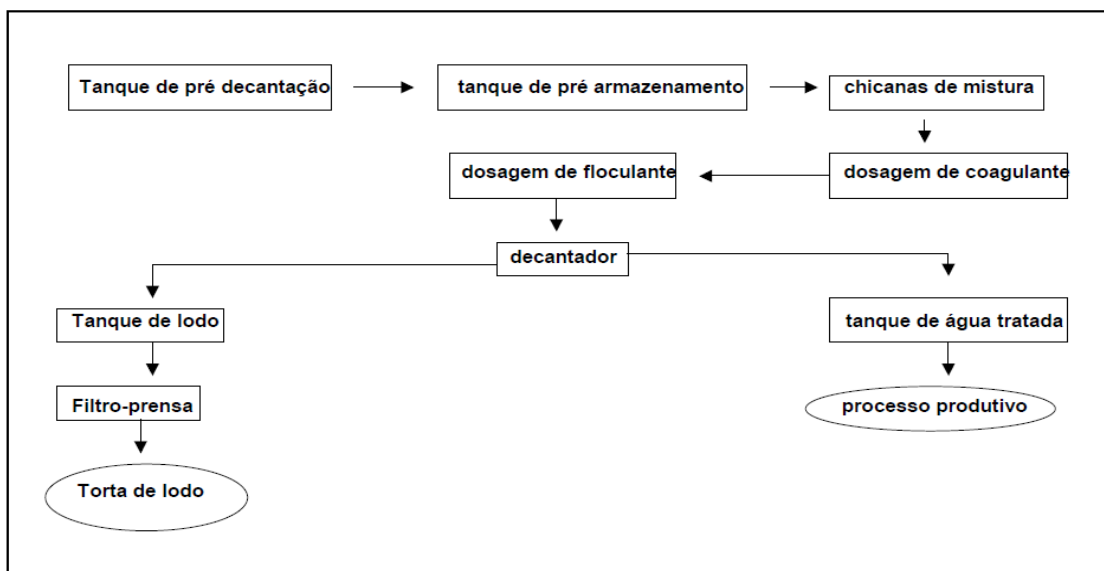 Tanque de pré decantação
tanque de pré armazenamento
chicanas de mistura
dosagem de coagulante
dosagem de floculante
decantador
Tanque de lodo
tanque de água tratada
Filtro-prensa
processo produtivo
Torta de lodo